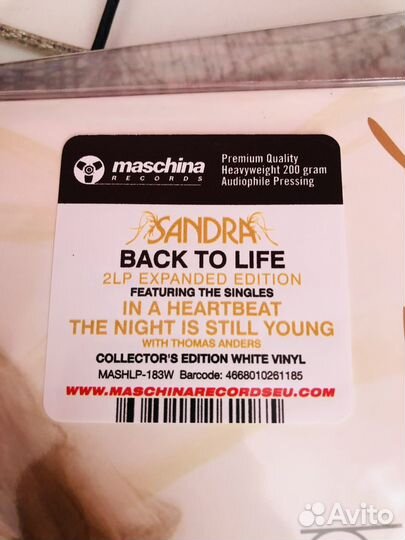 maschina
RECORDS
Premium Quality
Heavyweight 200 gram
Audiophile Pressing
SANDRA
BACK TO LIFE
2LP EXPANDED EDITION
FEATURING THE SINGLES
IN A HEARTBEAT
THE NIGHT IS STILL YOUNG
WITH THOMAS ANDERS
COLLECTOR'S EDITION WHITE VINYL
MASHLP-183W Barcode: 4668010261185
WWW.MASCHINARECORDSEU.COM
Avito